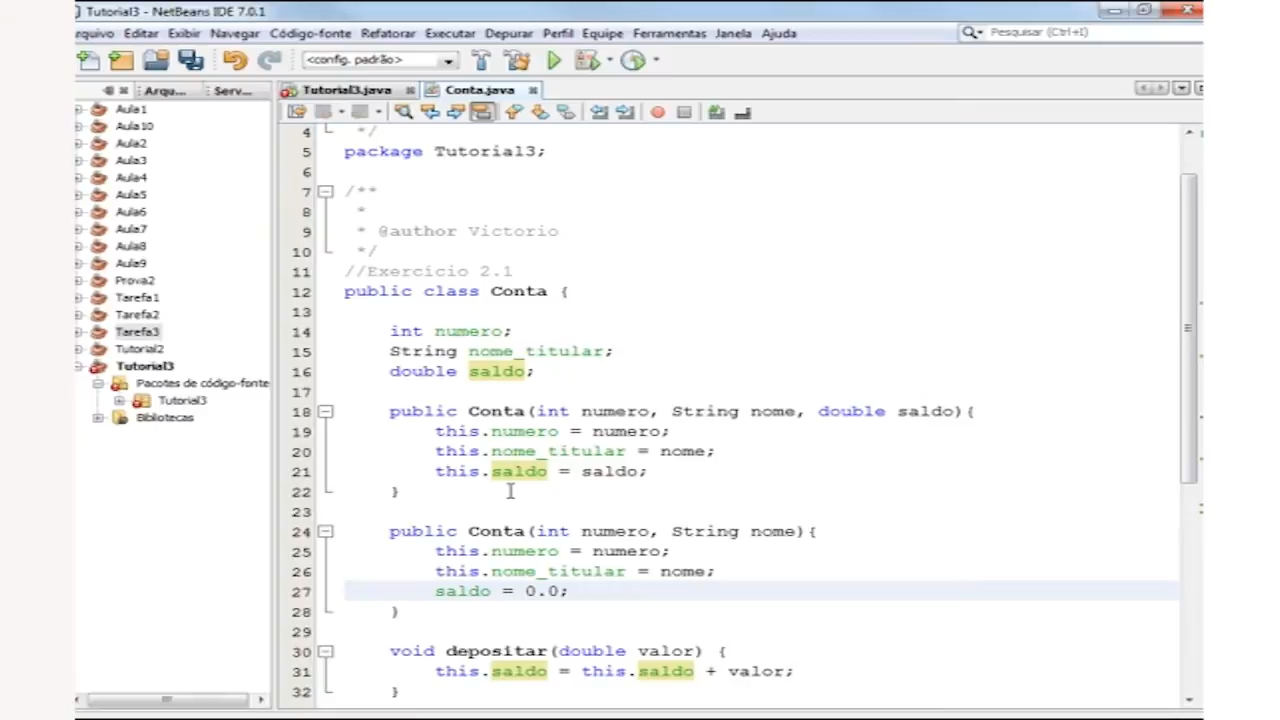 Tutorial3 - NetBeans IDE 7.0.1
rquivo Editar Exibir Navegar Código-fonte Refatorar Executar Depurar Perfil Equipe Ferramentas Janela Ajuda
Pesquisar (Ctrl+I)
<config. padrão>
Arqu...
Serv...
Tutorial3.java
Conta.java
Aula1
Aula10
Aula2
Aula3
Aula4
Aula5
Aula6
Aula7
Aula8
Aula9
Prova2
Tarefa1
Tarefa2
Tarefa3
Tutorial2
Tutorial3
Pacotes de código-fonte
Tutorial3
Bibliotecas
4 */
5 package Tutorial3;
6
7 /**
8 *
9 * @author Victorio
10 */
11 //Exercicio 2.1
12 public class Conta {
13
14 int numero;
15 String nome_titular;
16 double saldo;
17
18 public Conta(int numero, String nome, double saldo){
19 this.numero = numero;
20 this.nome_titular = nome;
21 this.saldo = saldo;
22 }
23
24 public Conta(int numero, String nome){
25 this.numero = numero;
26 this.nome_titular = nome;
27 saldo = 0.0;
28 }
29
30 void depositar(double valor) {
31 this.saldo = this.saldo + valor;
32 }